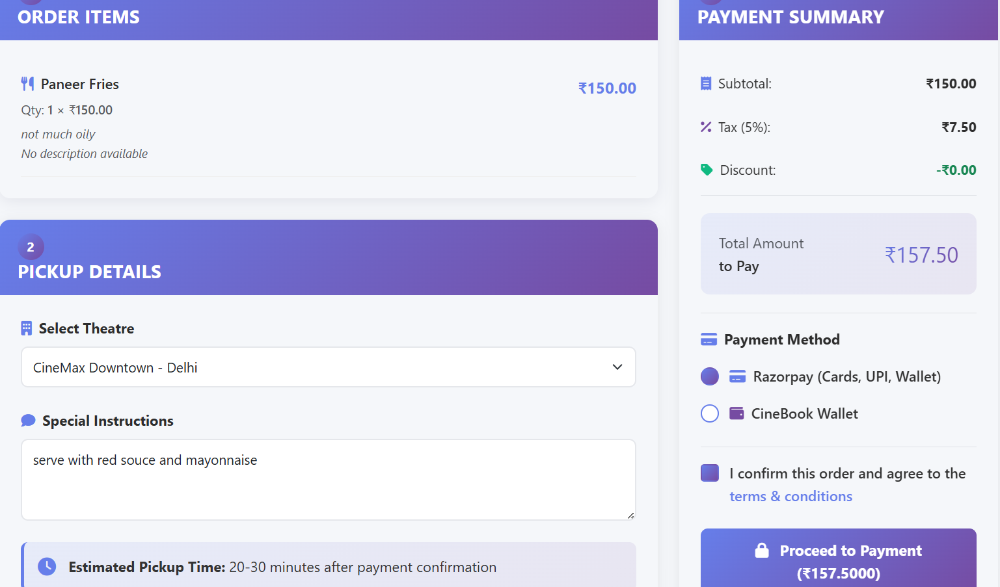 ORDER ITEMS
Paneer Fries
₹150.00
Qty: 1 × ₹150.00
not much oily
No description available
2
PICKUP DETAILS
Select Theatre
CineMax Downtown - Delhi
Special Instructions
serve with red souce and mayonnaise
Estimated Pickup Time: 20-30 minutes after payment confirmation
PAYMENT SUMMARY
Subtotal: ₹150.00
Tax (5%): ₹7.50
Discount: -₹0.00
Total Amount
to Pay
₹157.50
Payment Method
Razorpay (Cards, UPI, Wallet)
CineBook Wallet
I confirm this order and agree to the
terms & conditions
Proceed to Payment
(₹157.5000)